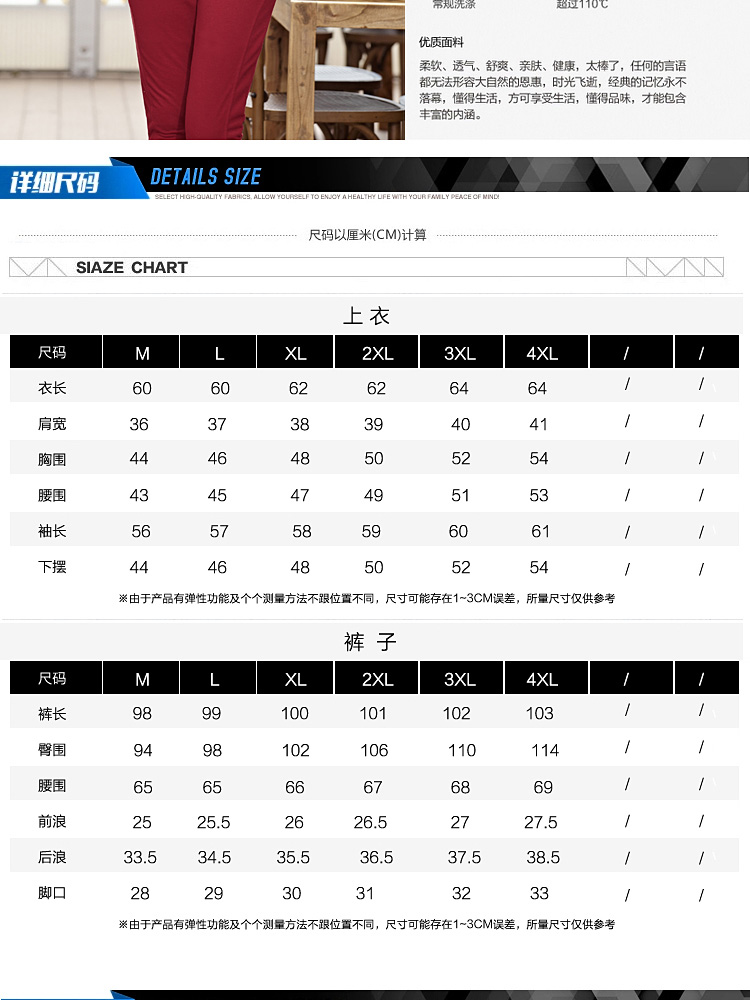 常规洗涤 超过110℃
优质面料
柔软、透气、舒爽、亲肤、健康，太棒了，任何的言语
都无法形容大自然的恩惠，时光飞逝，经典的记忆永不
落幕，懂得生活，方可享受生活，懂得品味，才能包含
丰富的内涵。
详细尺码 DETAILS SIZE
SELECT HIGH-QUALITY FABRICS, ALLOW YOURSELF TO ENJOY A HEALTHY LIFE WITH YOUR FAMILY PEACE OF MIND!
尺码以厘米(CM)计算
SIAZE CHART
上衣
尺码 M L XL 2XL 3XL 4XL / /
衣长 60 60 62 62 64 64 / /
肩宽 36 37 38 39 40 41 / /
胸围 44 46 48 50 52 54 / /
腰围 43 45 47 49 51 53 / /
袖长 56 57 58 59 60 61 / /
下摆 44 46 48 50 52 54 / /
※由于产品有弹性功能及个个测量方法不跟位置不同，尺寸可能存在1~3CM误差，所量尺寸仅供参考
裤子
尺码 M L XL 2XL 3XL 4XL / /
裤长 98 99 100 101 102 103 / /
臀围 94 98 102 106 110 114 / /
腰围 65 65 66 67 68 69 / /
前浪 25 25.5 26 26.5 27 27.5 / /
后浪 33.5 34.5 35.5 36.5 37.5 38.5 / /
脚口 28 29 30 31 32 33 / /
※由于产品有弹性功能及个个测量方法不跟位置不同，尺寸可能存在1~3CM误差，所量尺寸仅供参考